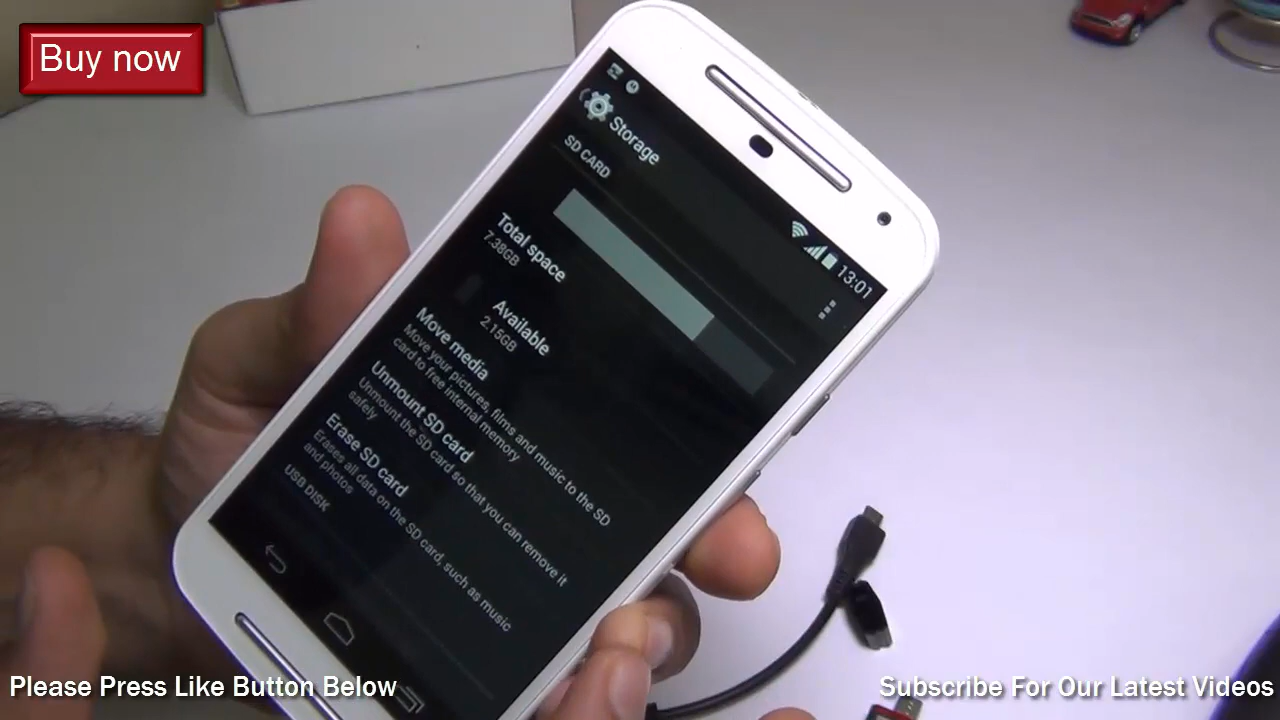 Buy now
Storage
13:01
SD CARD
Total space
7.38GB
Available
2.15GB
Move media
Move your pictures, films and music to the SD
card to free internal memory
Unmount SD card
Unmount the SD card so that you can remove it
safely
Erase SD card
Erases all data on the SD card, such as music
and photos
USB DISK
Please Press Like Button Below
Subscribe For Our Latest Videos